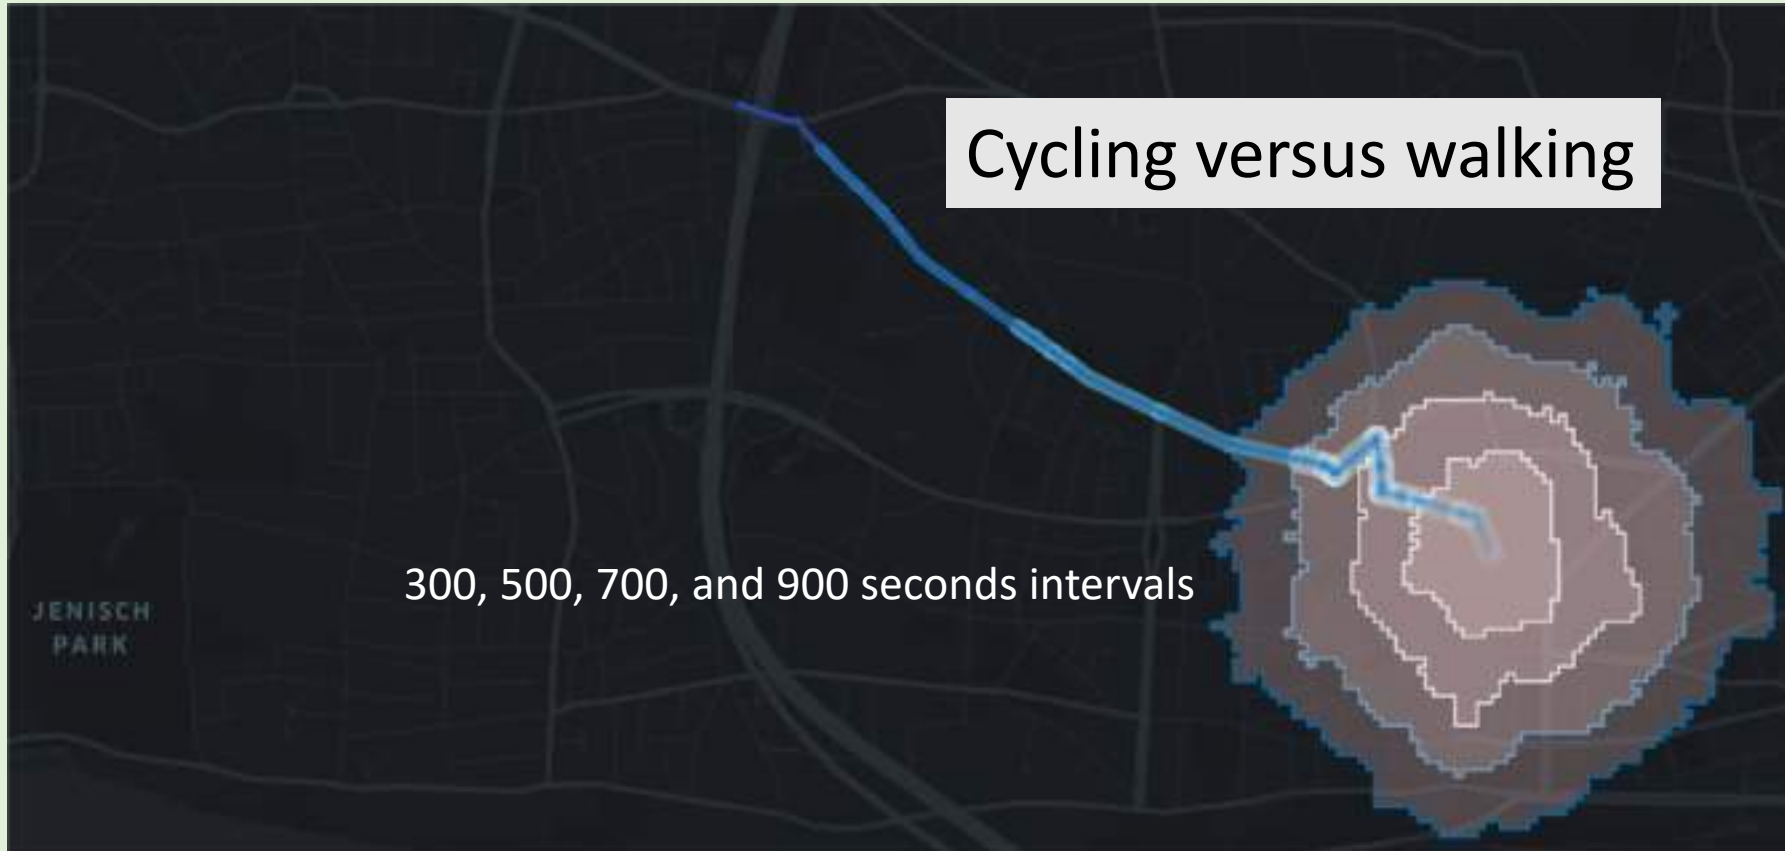 Cycling versus walking
300, 500, 700, and 900 seconds intervals
JENISCH
PARK